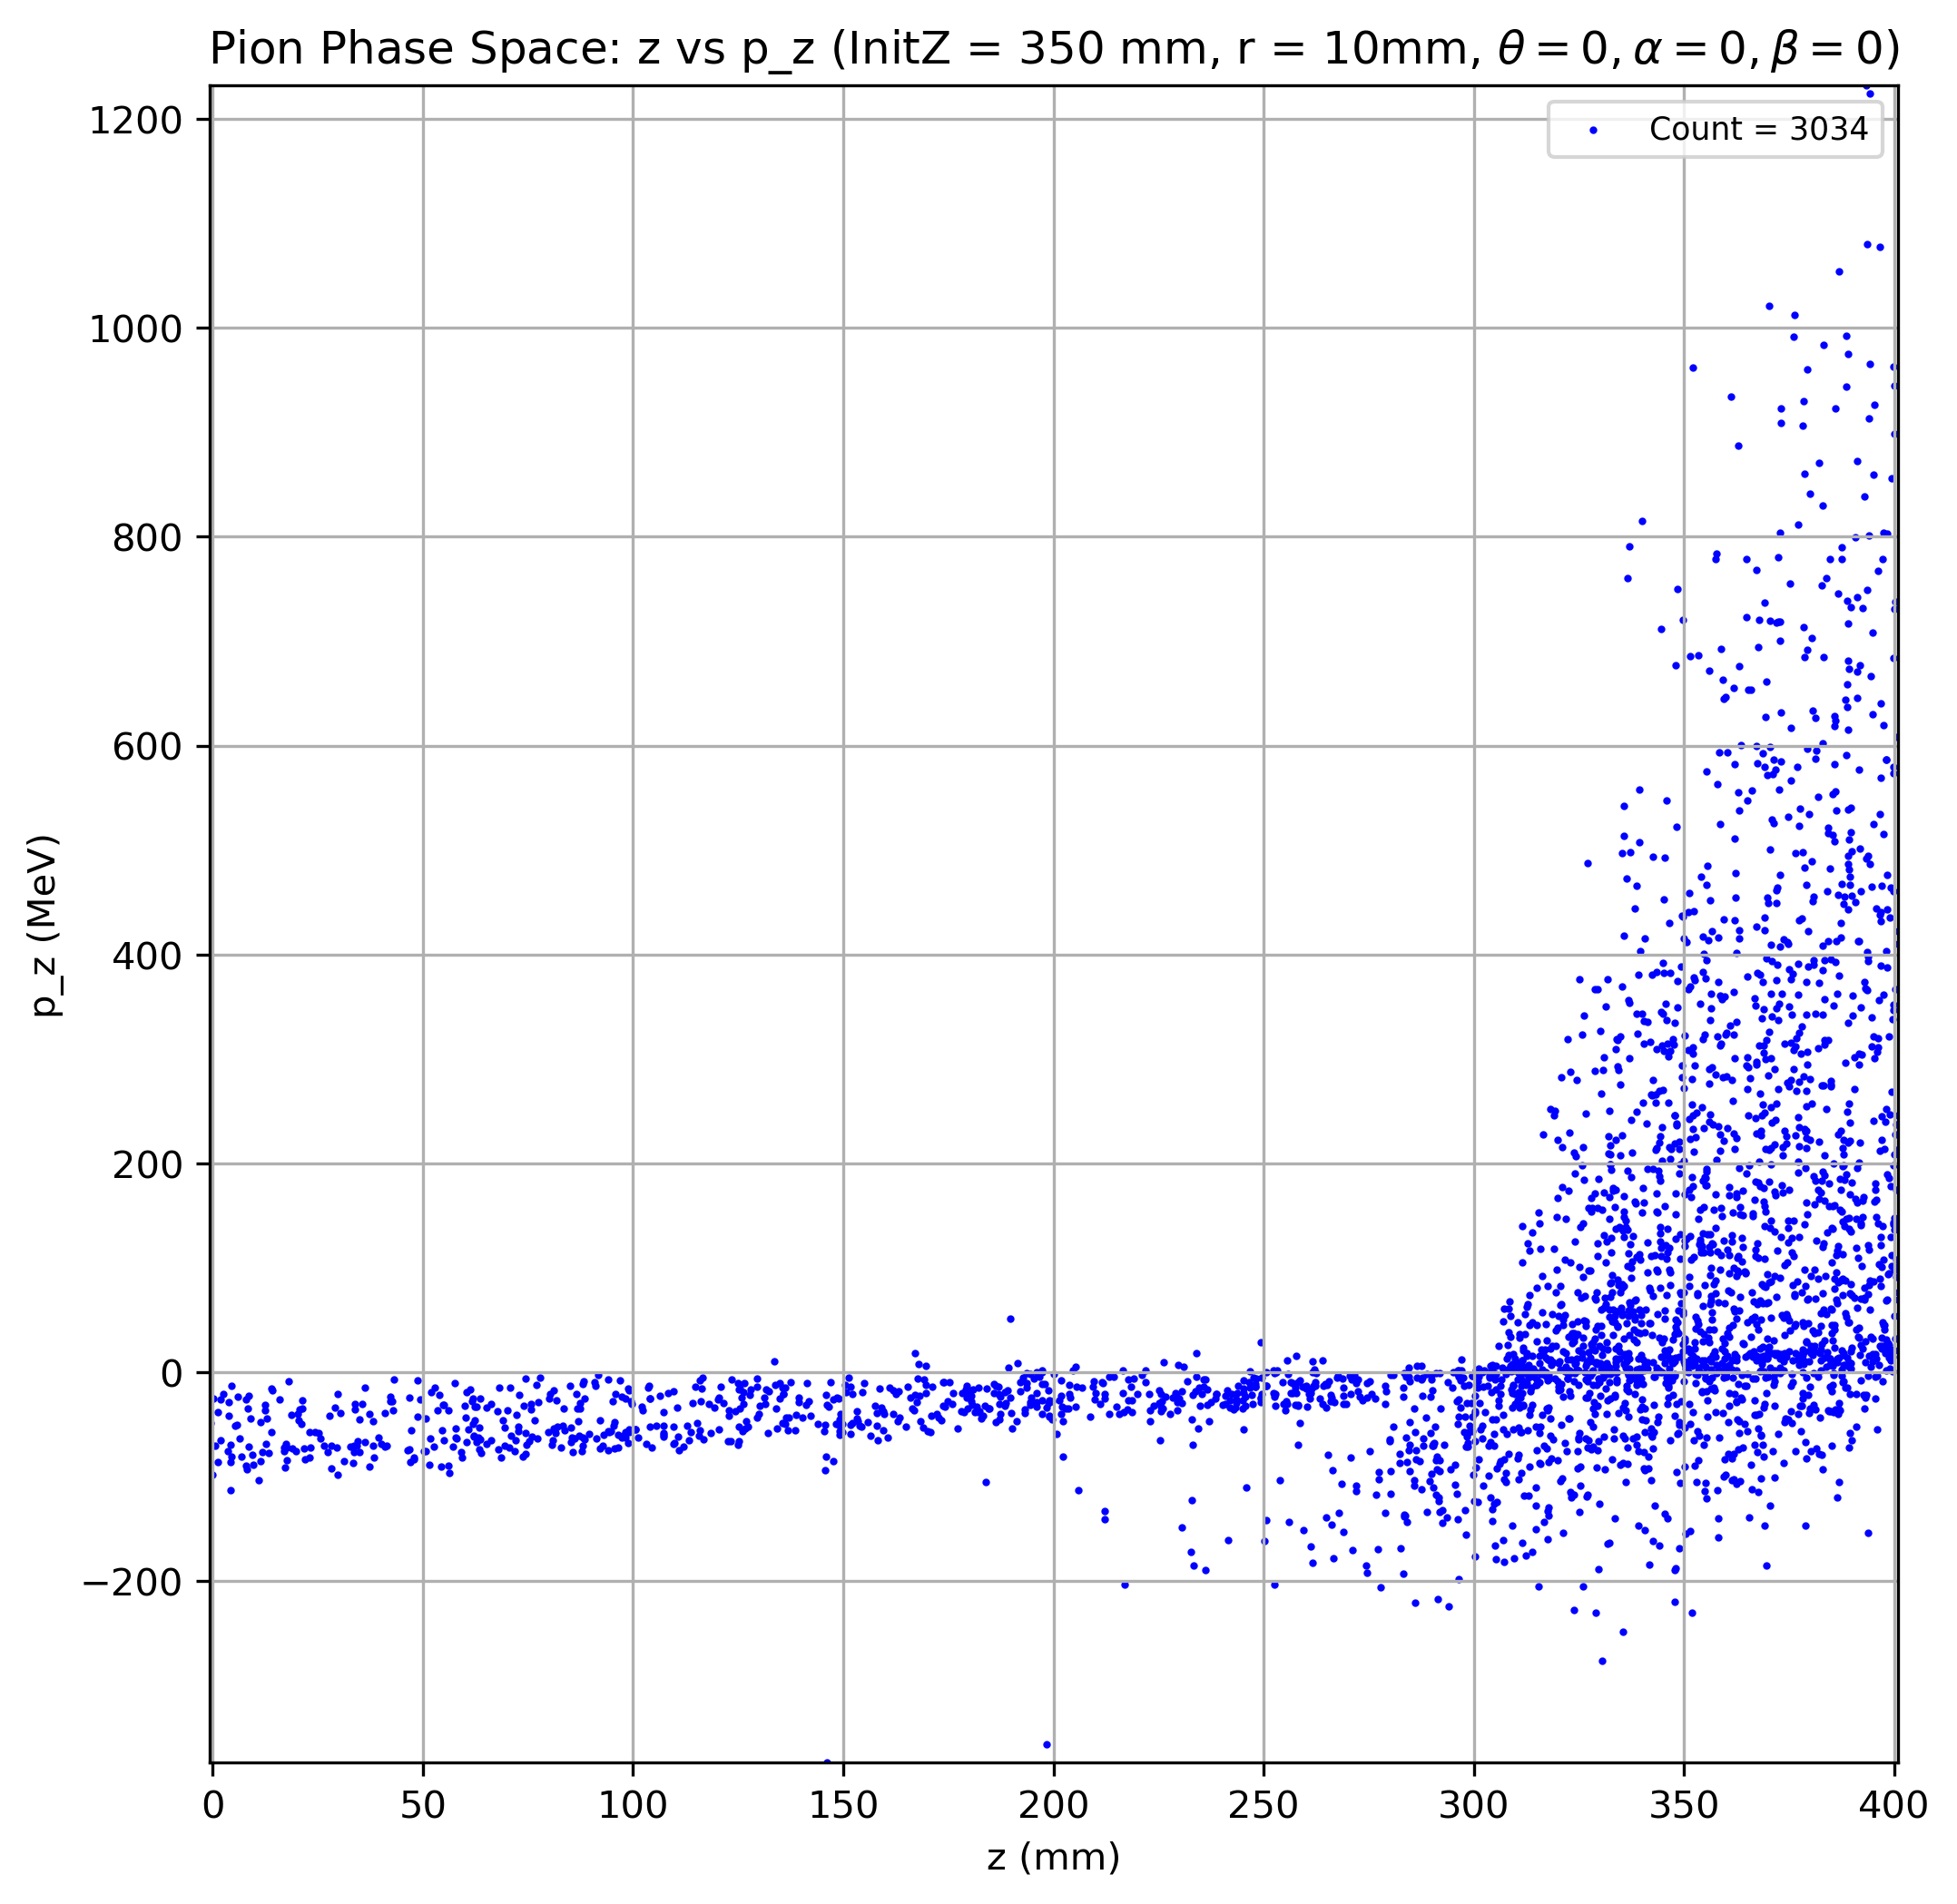 Pion Phase Space: z vs p_z (InitZ = 350 mm, r = 10mm, θ = 0, α = 0, β = 0)
Count = 3034
1200
1000
800
600
400
200
0
−200
p_z (MeV)
0 50 100 150 200 250 300 350 400
z (mm)